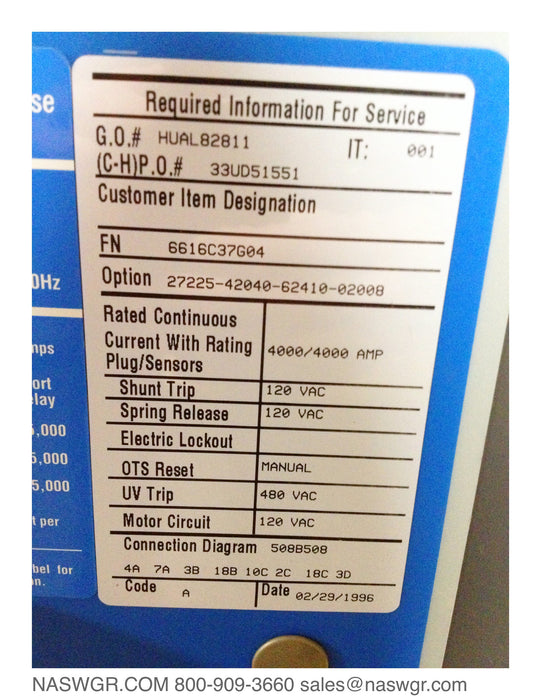 se
Required Information For Service
G.O.# HUAL82811 IT: 001
(C-H)P.O.# 33UD51551
Customer Item Designation
FN 6616C37G04
0Hz
Option 27225-42040-62410-02008
Rated Continuous
Current With Rating
Plug/Sensors
4000/4000 AMP
mps
Shunt Trip 120 VAC
ort
elay
Spring Release 120 VAC
5,000
Electric Lockout
5,000
OTS Reset MANUAL
5,000
UV Trip 480 VAC
t per
Motor Circuit 120 VAC
Connection Diagram 508B508
4A 7A 3B 18B 10C 2C 18C 3D
bel for
on.
Code A Date 02/29/1996
NASWGR.COM 800-909-3660 sales@naswgr.com